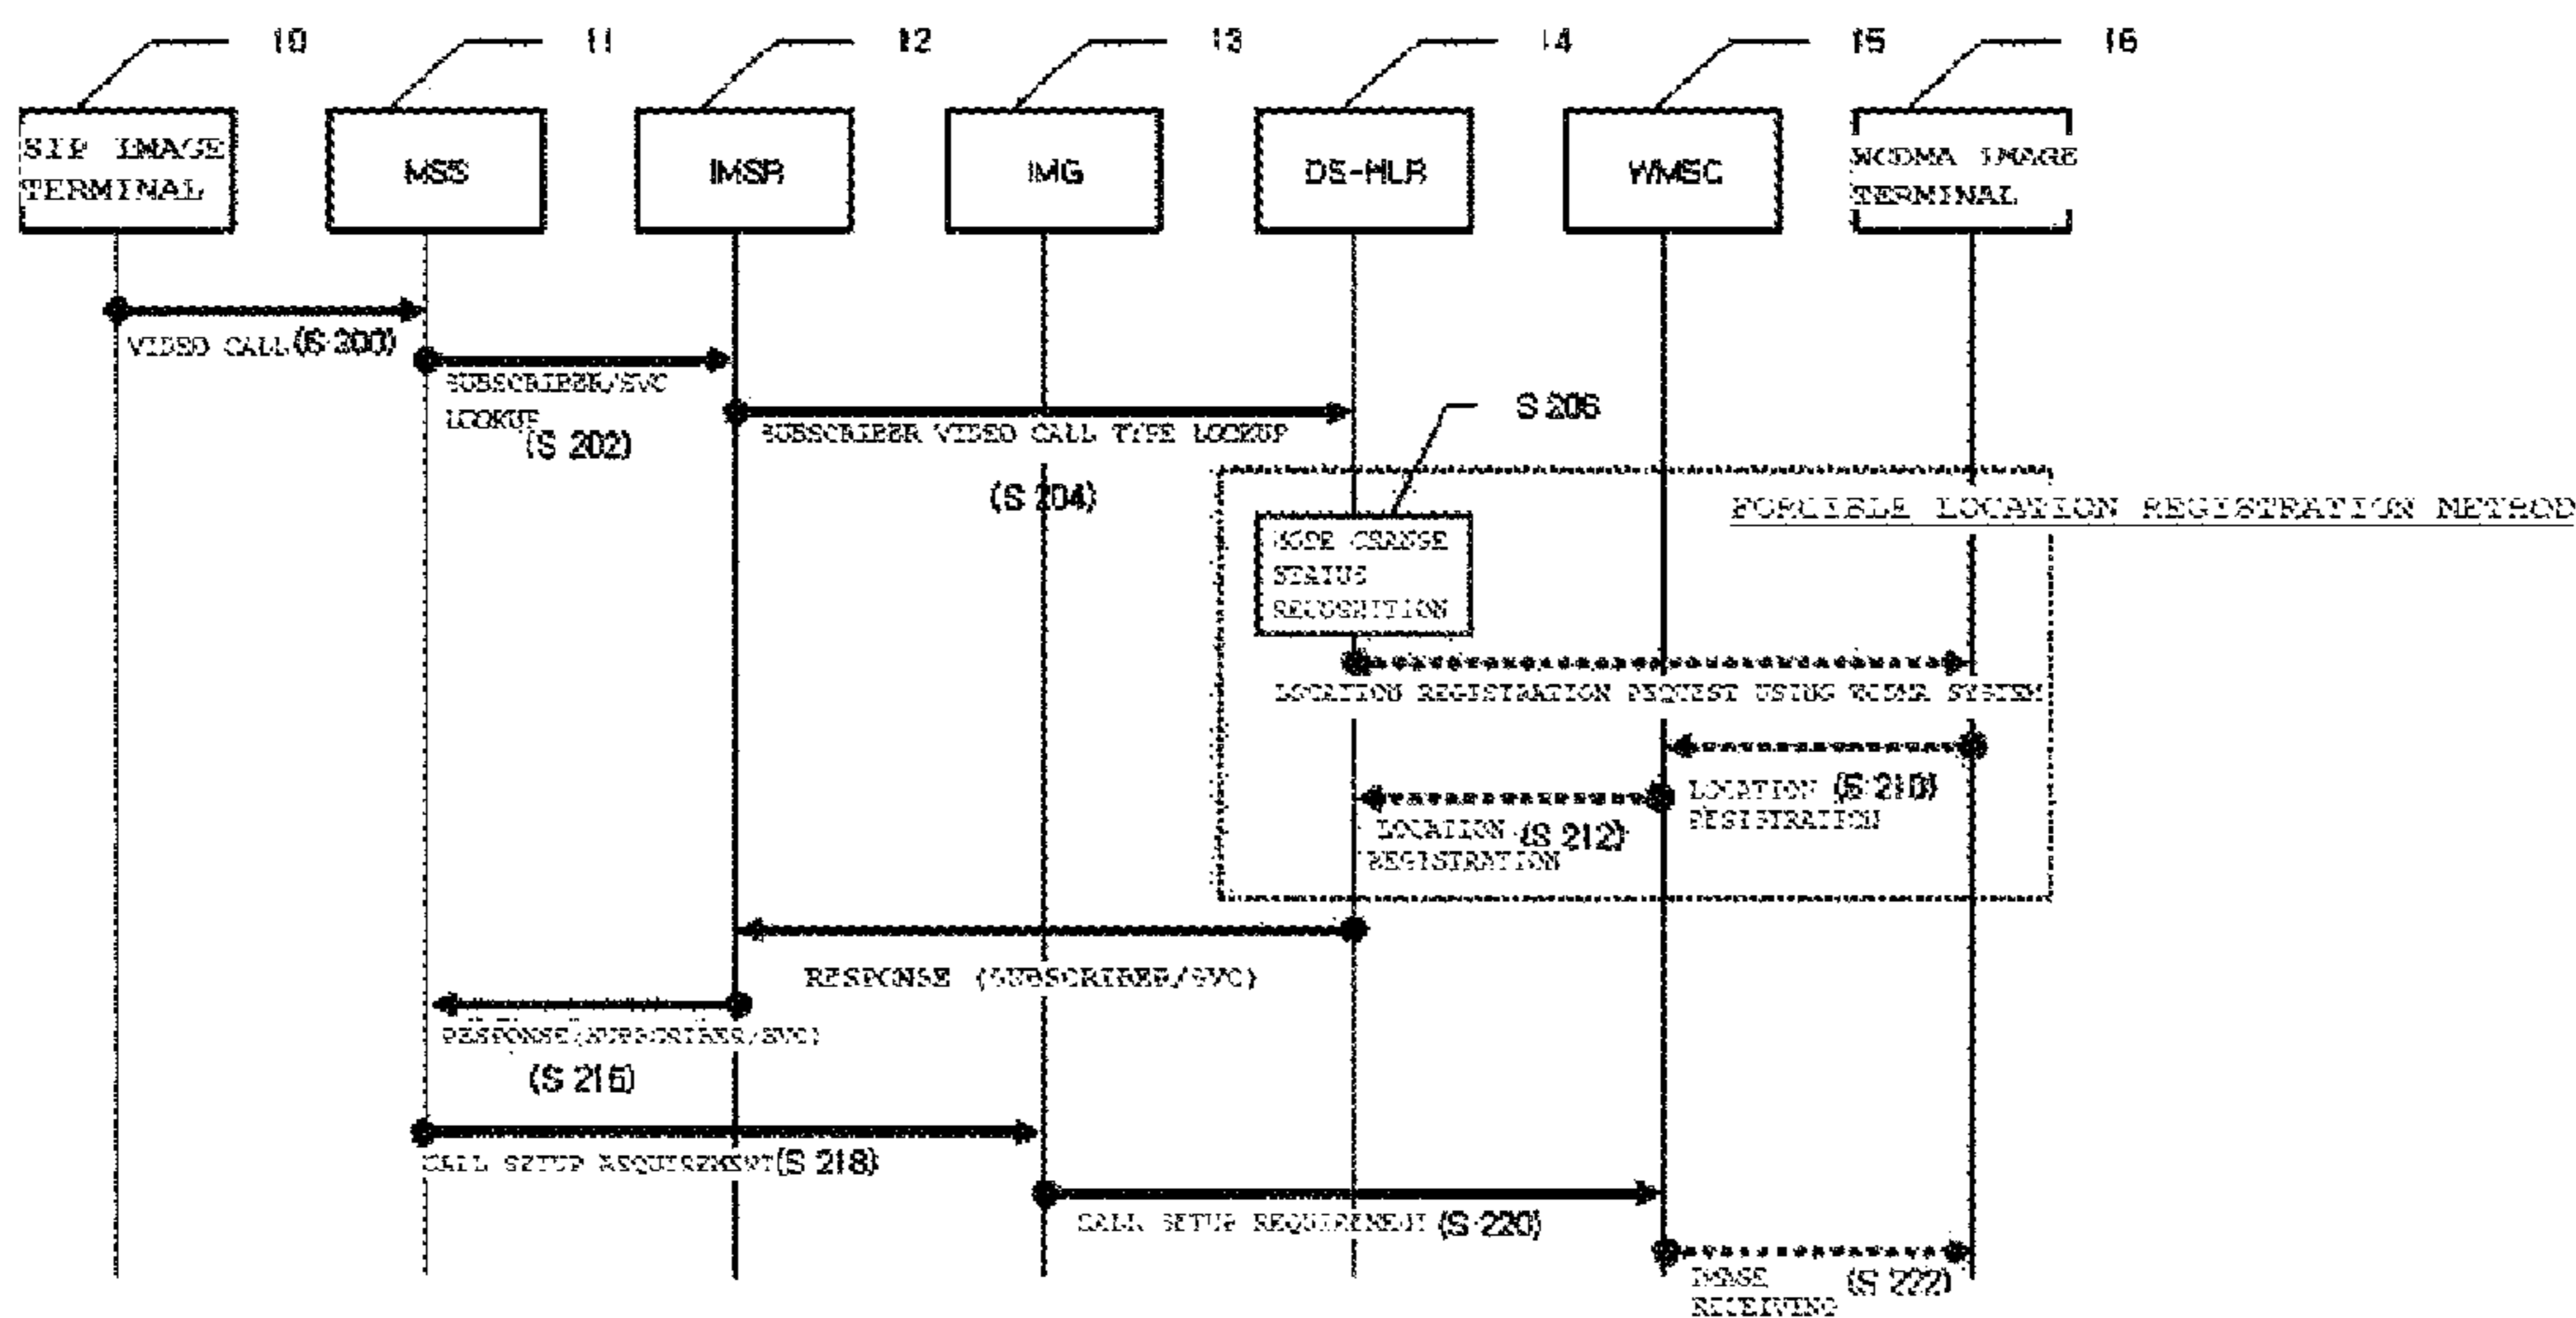 10
11
12
13
14
15
16
SIP IMAGE
TERMINAL
MSS
IMSR
IMG
DS-HLR
WMSC
WCDMA IMAGE
TERMINAL
VIDEO CALL (S 200)
SUBSCRIBER/SVC
LOOKUP
(S 202)
SUBSCRIBER VIDEO CALL TYPE LOOKUP
(S 204)
S 206
FORCIBLE LOCATION REGISTRATION METHOD
MODE CHANGE
STATUS
RECOGNITION
LOCATION REGISTRATION REQUEST USING WCDMA SYSTEM
LOCATION (S 210)
REGISTRATION
LOCATION (S 212)
REGISTRATION
RESPONSE (SUBSCRIBER/SVC)
RESPONSE(SUBSCRIBER/SVC)
(S 216)
CALL SETUP REQUIREMENT (S 218)
CALL SETUP REQUIREMENT (S 220)
IMAGE (S 222)
RECEIVING